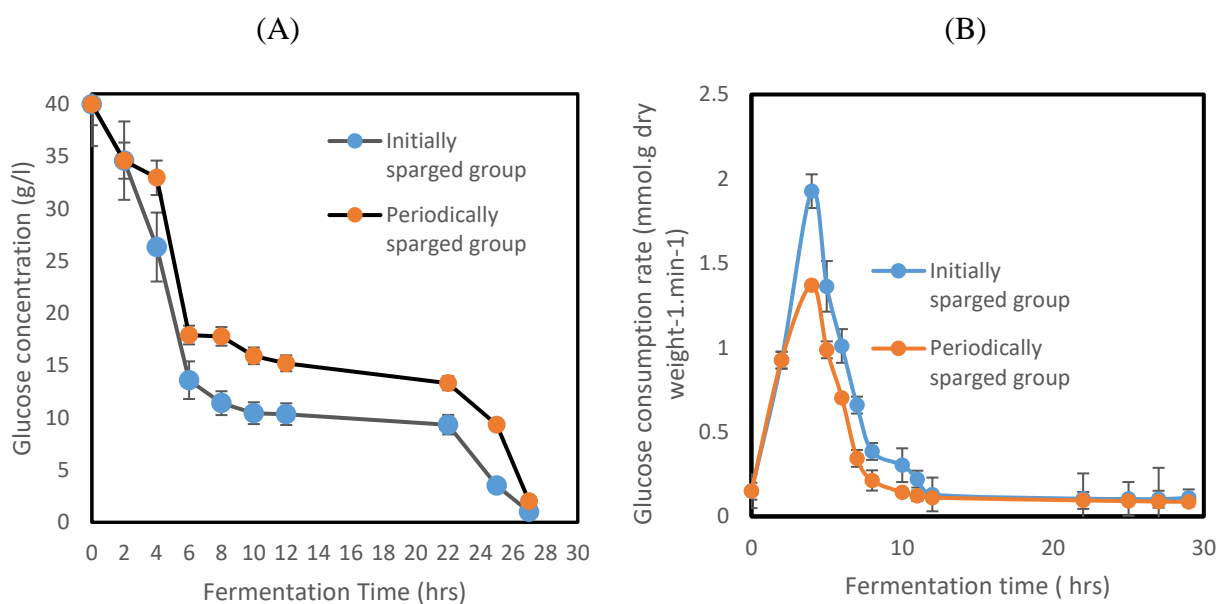 (A)
(B)
Glucose concentration (g/l)
40
35
30
25
20
15
10
5
0
0 2 4 6 8 10 12 14 16 18 20 22 24 26 28 30
Fermentation Time (hrs)
Initially
sparged group
Periodically
sparged group
Glucose consumption rate (mmol.g dry
weight-1.min-1)
2.5
2
1.5
1
0.5
0
0 10 20 30
Fermentation time ( hrs)
Initially
sparged group
Periodically
sparged group